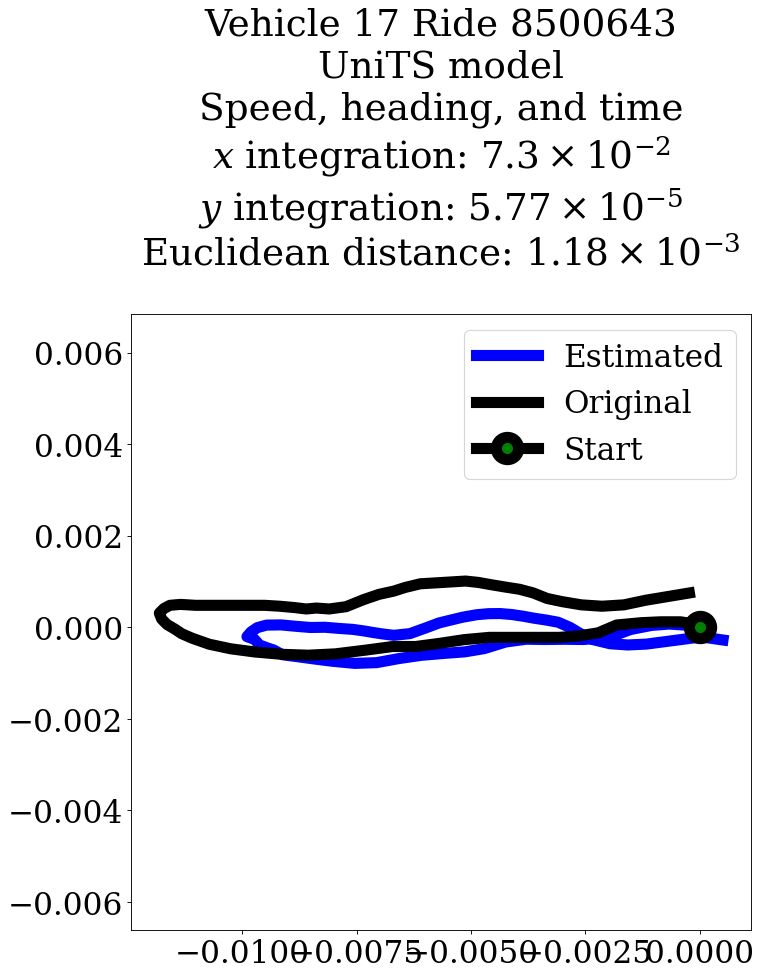 Vehicle 17 Ride 8500643
UniTS model
Speed, heading, and time
x integration: 7.3 × 10⁻²
y integration: 5.77 × 10⁻⁵
Euclidean distance: 1.18 × 10⁻³
Estimated
Original
Start
0.006
0.004
0.002
0.000
−0.002
−0.004
−0.006
−0.0100 −0.0075 −0.0050 −0.0025 0.0000